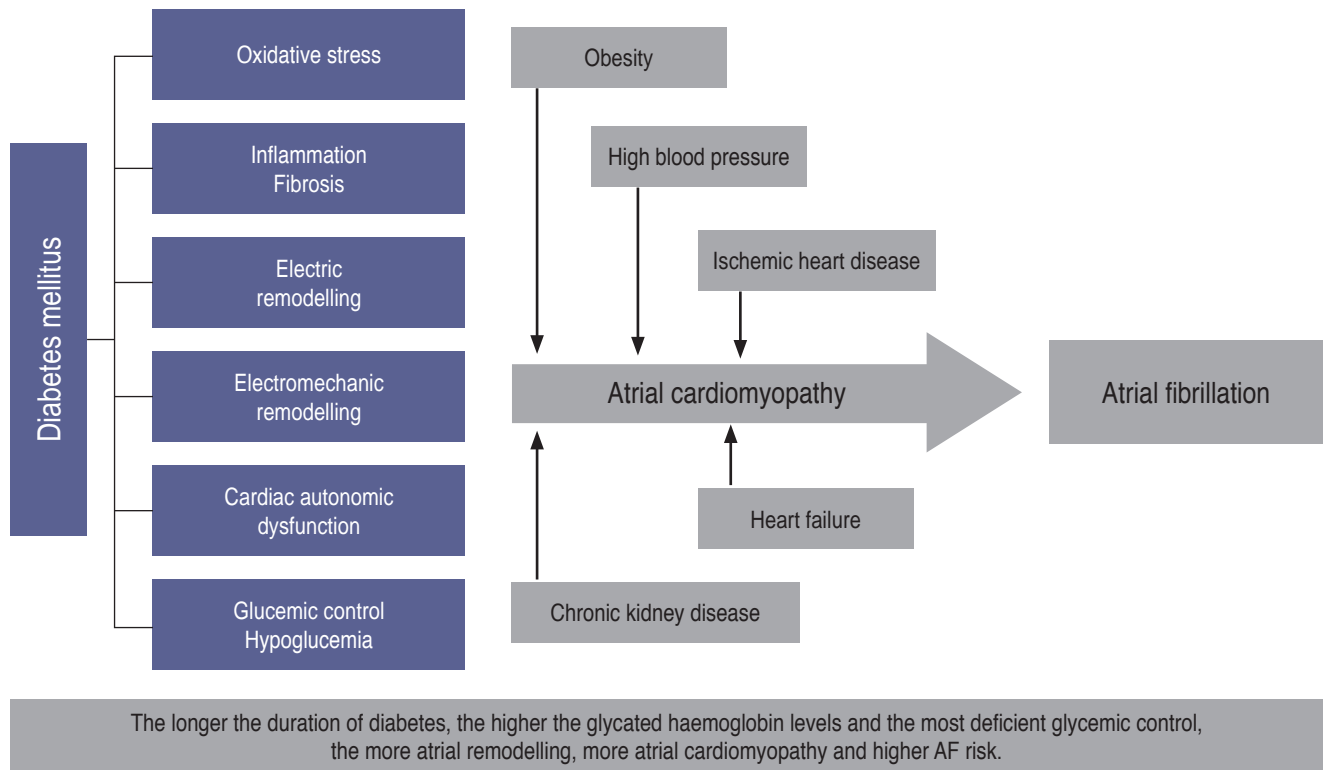 Diabetes mellitus
Oxidative stress
Inflammation
Fibrosis
Electric
remodelling
Electromechanic
remodelling
Cardiac autonomic
dysfunction
Glucemic control
Hypoglucemia
Obesity
High blood pressure
Ischemic heart disease
Atrial cardiomyopathy
Atrial fibrillation
Heart failure
Chronic kidney disease
The longer the duration of diabetes, the higher the glycated haemoglobin levels and the most deficient glycemic control,
the more atrial remodelling, more atrial cardiomyopathy and higher AF risk.